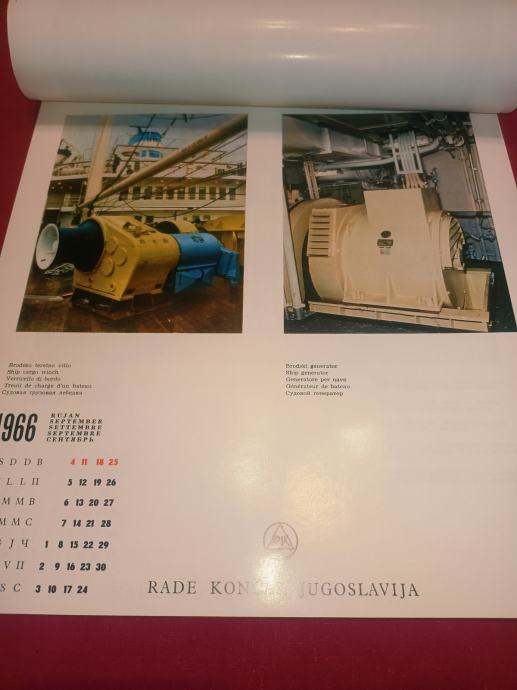 Brodsko teretno vitlo
Ship cargo winch
Verricello di bordo
Treuil de charge d'un bateau
Судовая грузовая лебедка
Brodski generator
Ship generator
Generatore per nave
Générateur de bateau
Судовой генератор
1966
RUJAN
SEPTEMBER
SETTEMBRE
SEPTEMBRE
СЕНТЯБРЬ
S D D B 4 11 18 25
L L П 5 12 19 26
M M B 6 13 20 27
M M C 7 14 21 28
J Ч 1 8 15 22 29
V П 2 9 16 23 30
S C 3 10 17 24
RADE KONČAR JUGOSLAVIJA